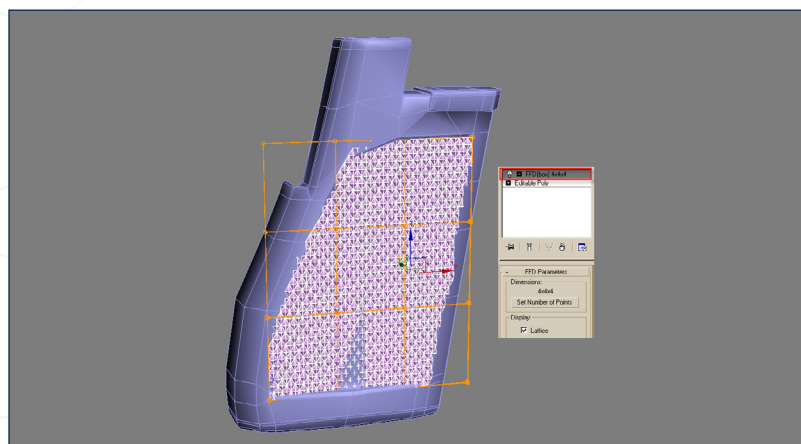 FFD(box) 4x4x4
Editable Poly
- FFD Parameters
Dimensions:
4x4x4
Set Number of Points
Display:
Lattice